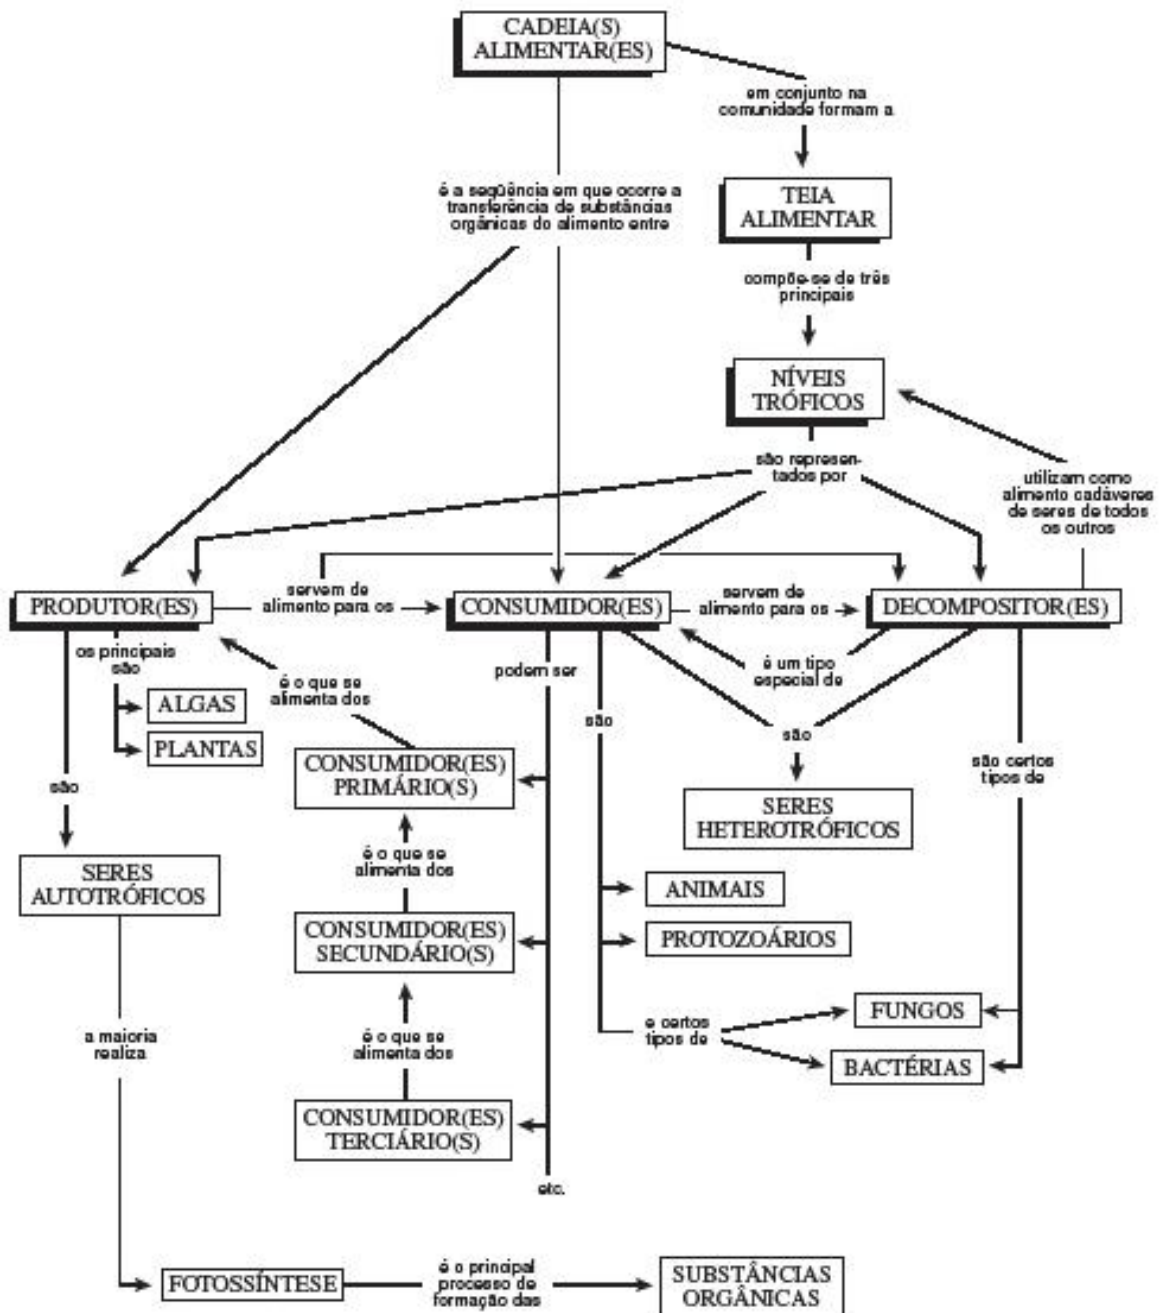 CADEIA(S)
ALIMENTAR(ES)
em conjunto na
comunidade formam a
é a seqüência em que ocorre a
transferência de substâncias
orgânicas do alimento entre
TEIA
ALIMENTAR
compõe-se de três
principais
NÍVEIS
TRÓFICOS
são represen-
tados por
utilizam como
alimento cadáveres
de seres de todos
os outros
PRODUTOR(ES)
servem de
alimento para os
CONSUMIDOR(ES)
servem de
alimento para os
DECOMPOSITOR(ES)
os principais
são
é o que se
alimenta dos
podem ser
é um tipo
especial de
ALGAS
PLANTAS
são
são
são certos
tipos de
CONSUMIDOR(ES)
PRIMÁRIO(S)
são
SERES
HETEROTRÓFICOS
é o que se
alimenta dos
SERES
AUTOTRÓFICOS
ANIMAIS
CONSUMIDOR(ES)
SECUNDÁRIO(S)
PROTOZOÁRIOS
FUNGOS
e certos
tipos de
a maioria
realiza
é o que se
alimenta dos
BACTÉRIAS
CONSUMIDOR(ES)
TERCIÁRIO(S)
etc.
FOTOSSÍNTESE
é o principal
processo de
formação das
SUBSTÂNCIAS
ORGÂNICAS